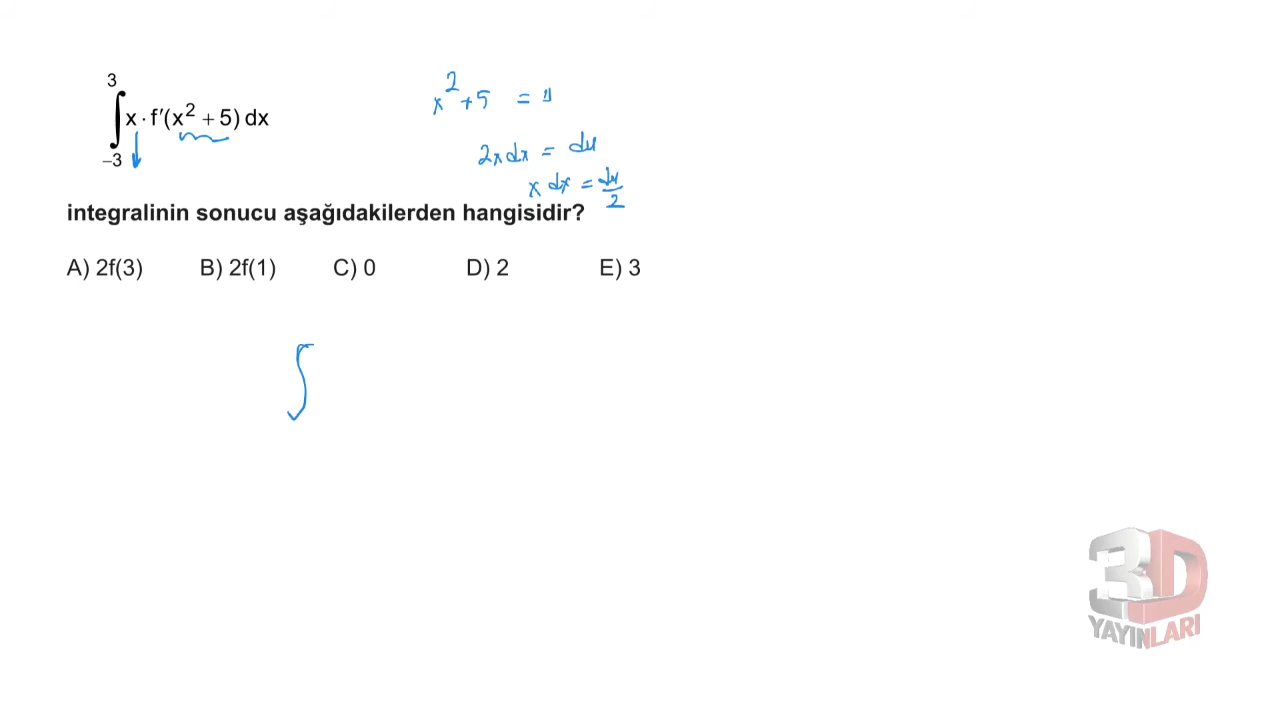 3
∫ x · f'(x² + 5) dx
–3
x² + 5 = u
2x dx = du
x dx = du/2
integralinin sonucu aşağıdakilerden hangisidir?
A) 2f(3) B) 2f(1) C) 0 D) 2 E) 3
∫
3D
YAYINLARI